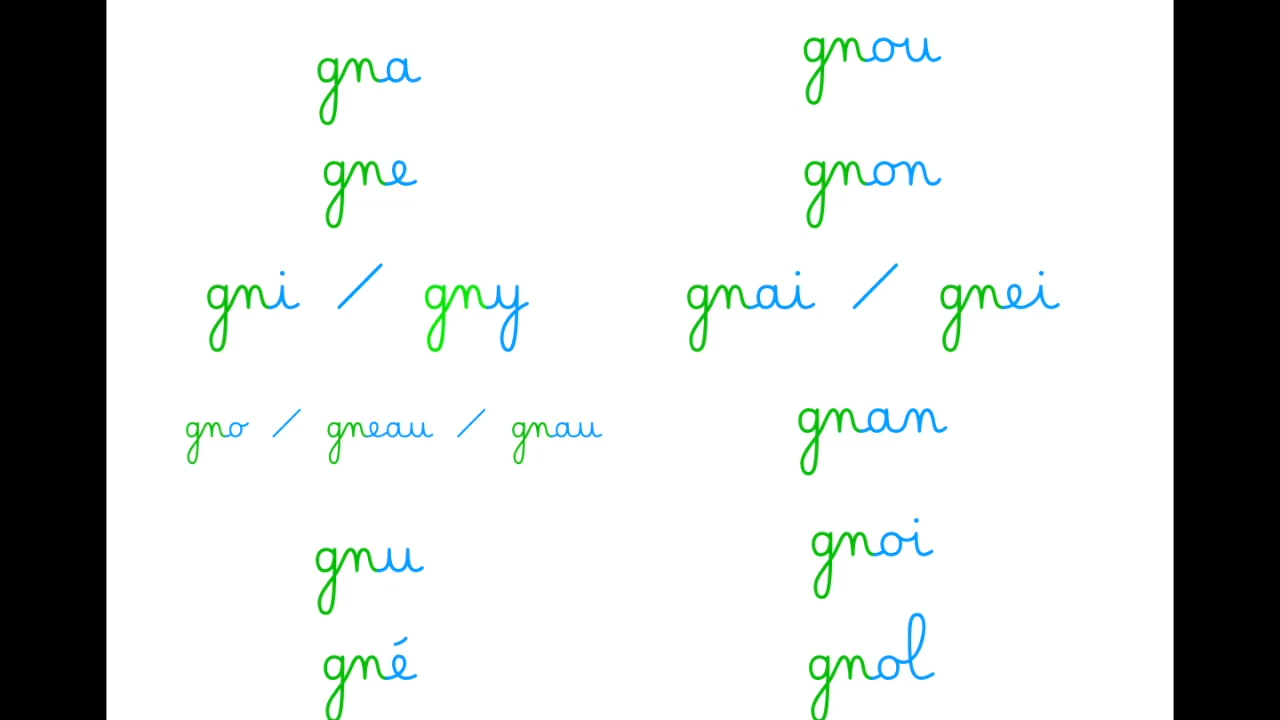 gna
gne
gni / gny
gno / gneau / gnau
gnu
gné
gnou
gnon
gnai / gnei
gnan
gnoi
gnol